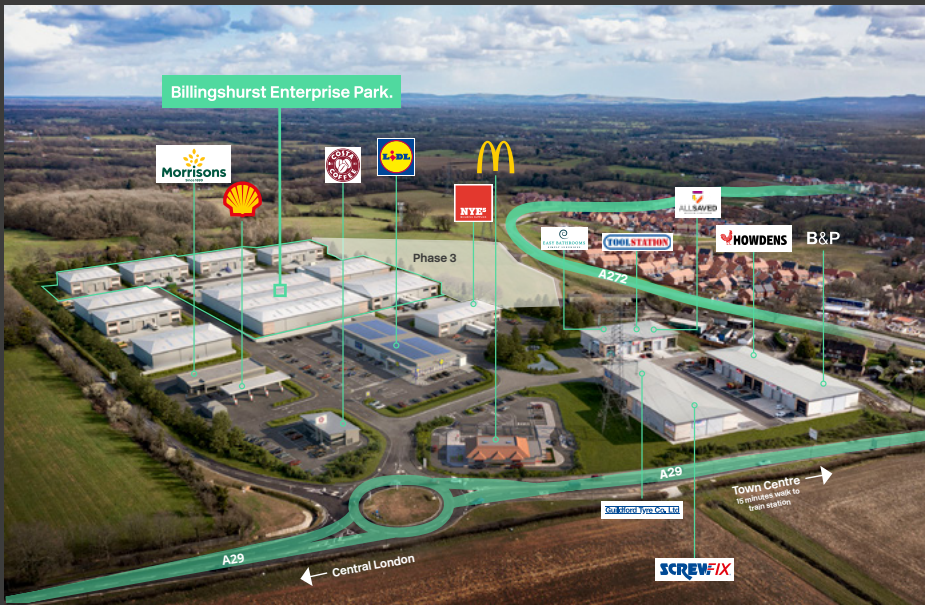 Billingshurst Enterprise Park.
Morrisons
Since 1899
COSTA
COFFEE
LIDL
NYES
EASY BATHROOMS
TOOLSTATION
ALLSAVED
HOWDENS
B&P
Phase 3
A272
A29
Town Centre
15 minutes walk to
train station
Guildford Tyre Co. Ltd
A29
Central London
SCREWFIX